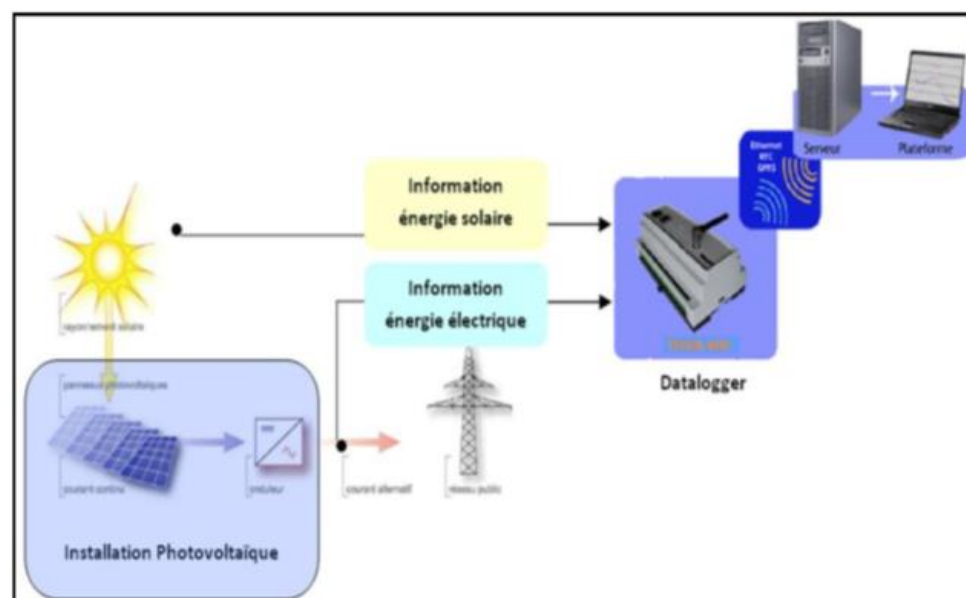 Serveur
Plateforme
Ethernet
RTC
GPRS
Information
énergie solaire
Information
énergie électrique
rayonnement solaire
Datalogger
panneaux photovoltaïques
courant continu
onduleur
courant alternatif
réseau public
Installation Photovoltaïque